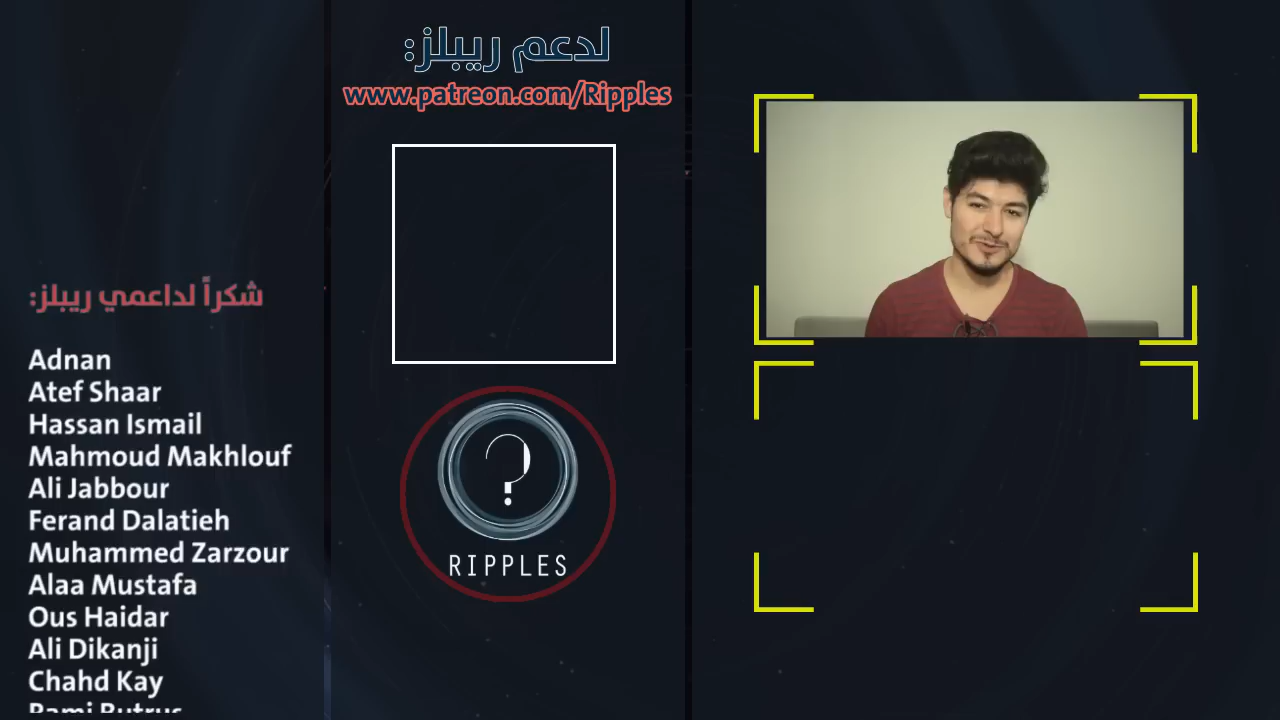 لدعم ريبلز:
www.patreon.com/Ripples
شكراً لداعمي ريبلز:
Adnan
Atef Shaar
Hassan Ismail
Mahmoud Makhlouf
Ali Jabbour
Ferand Dalatieh
Muhammed Zarzour
Alaa Mustafa
Ous Haidar
Ali Dikanji
Chahd Kay
?
RIPPLES